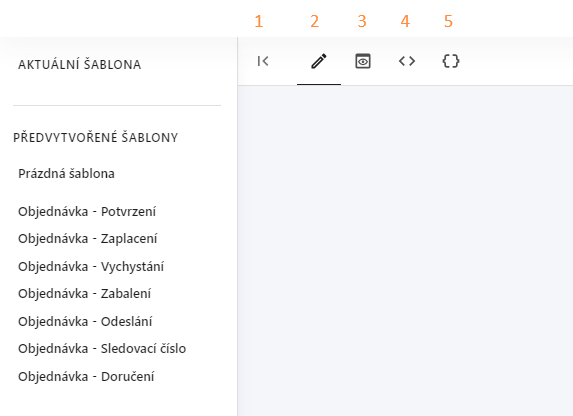 1 2 3 4 5
AKTUÁLNÍ ŠABLONA
PŘEDVYTVOŘENÉ ŠABLONY
Prázdná šablona
Objednávka - Potvrzení
Objednávka - Zaplacení
Objednávka - Vychystání
Objednávka - Zabalení
Objednávka - Odeslání
Objednávka - Sledovací číslo
Objednávka - Doručení